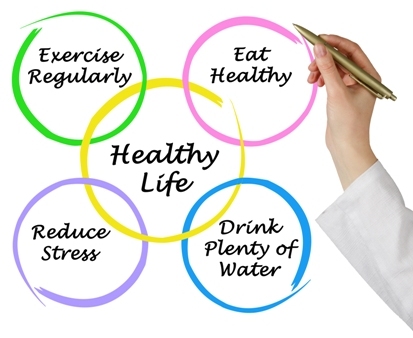 Exercise
Regularly
Eat
Healthy
Healthy
Life
Reduce
Stress
Drink
Plenty of
Water